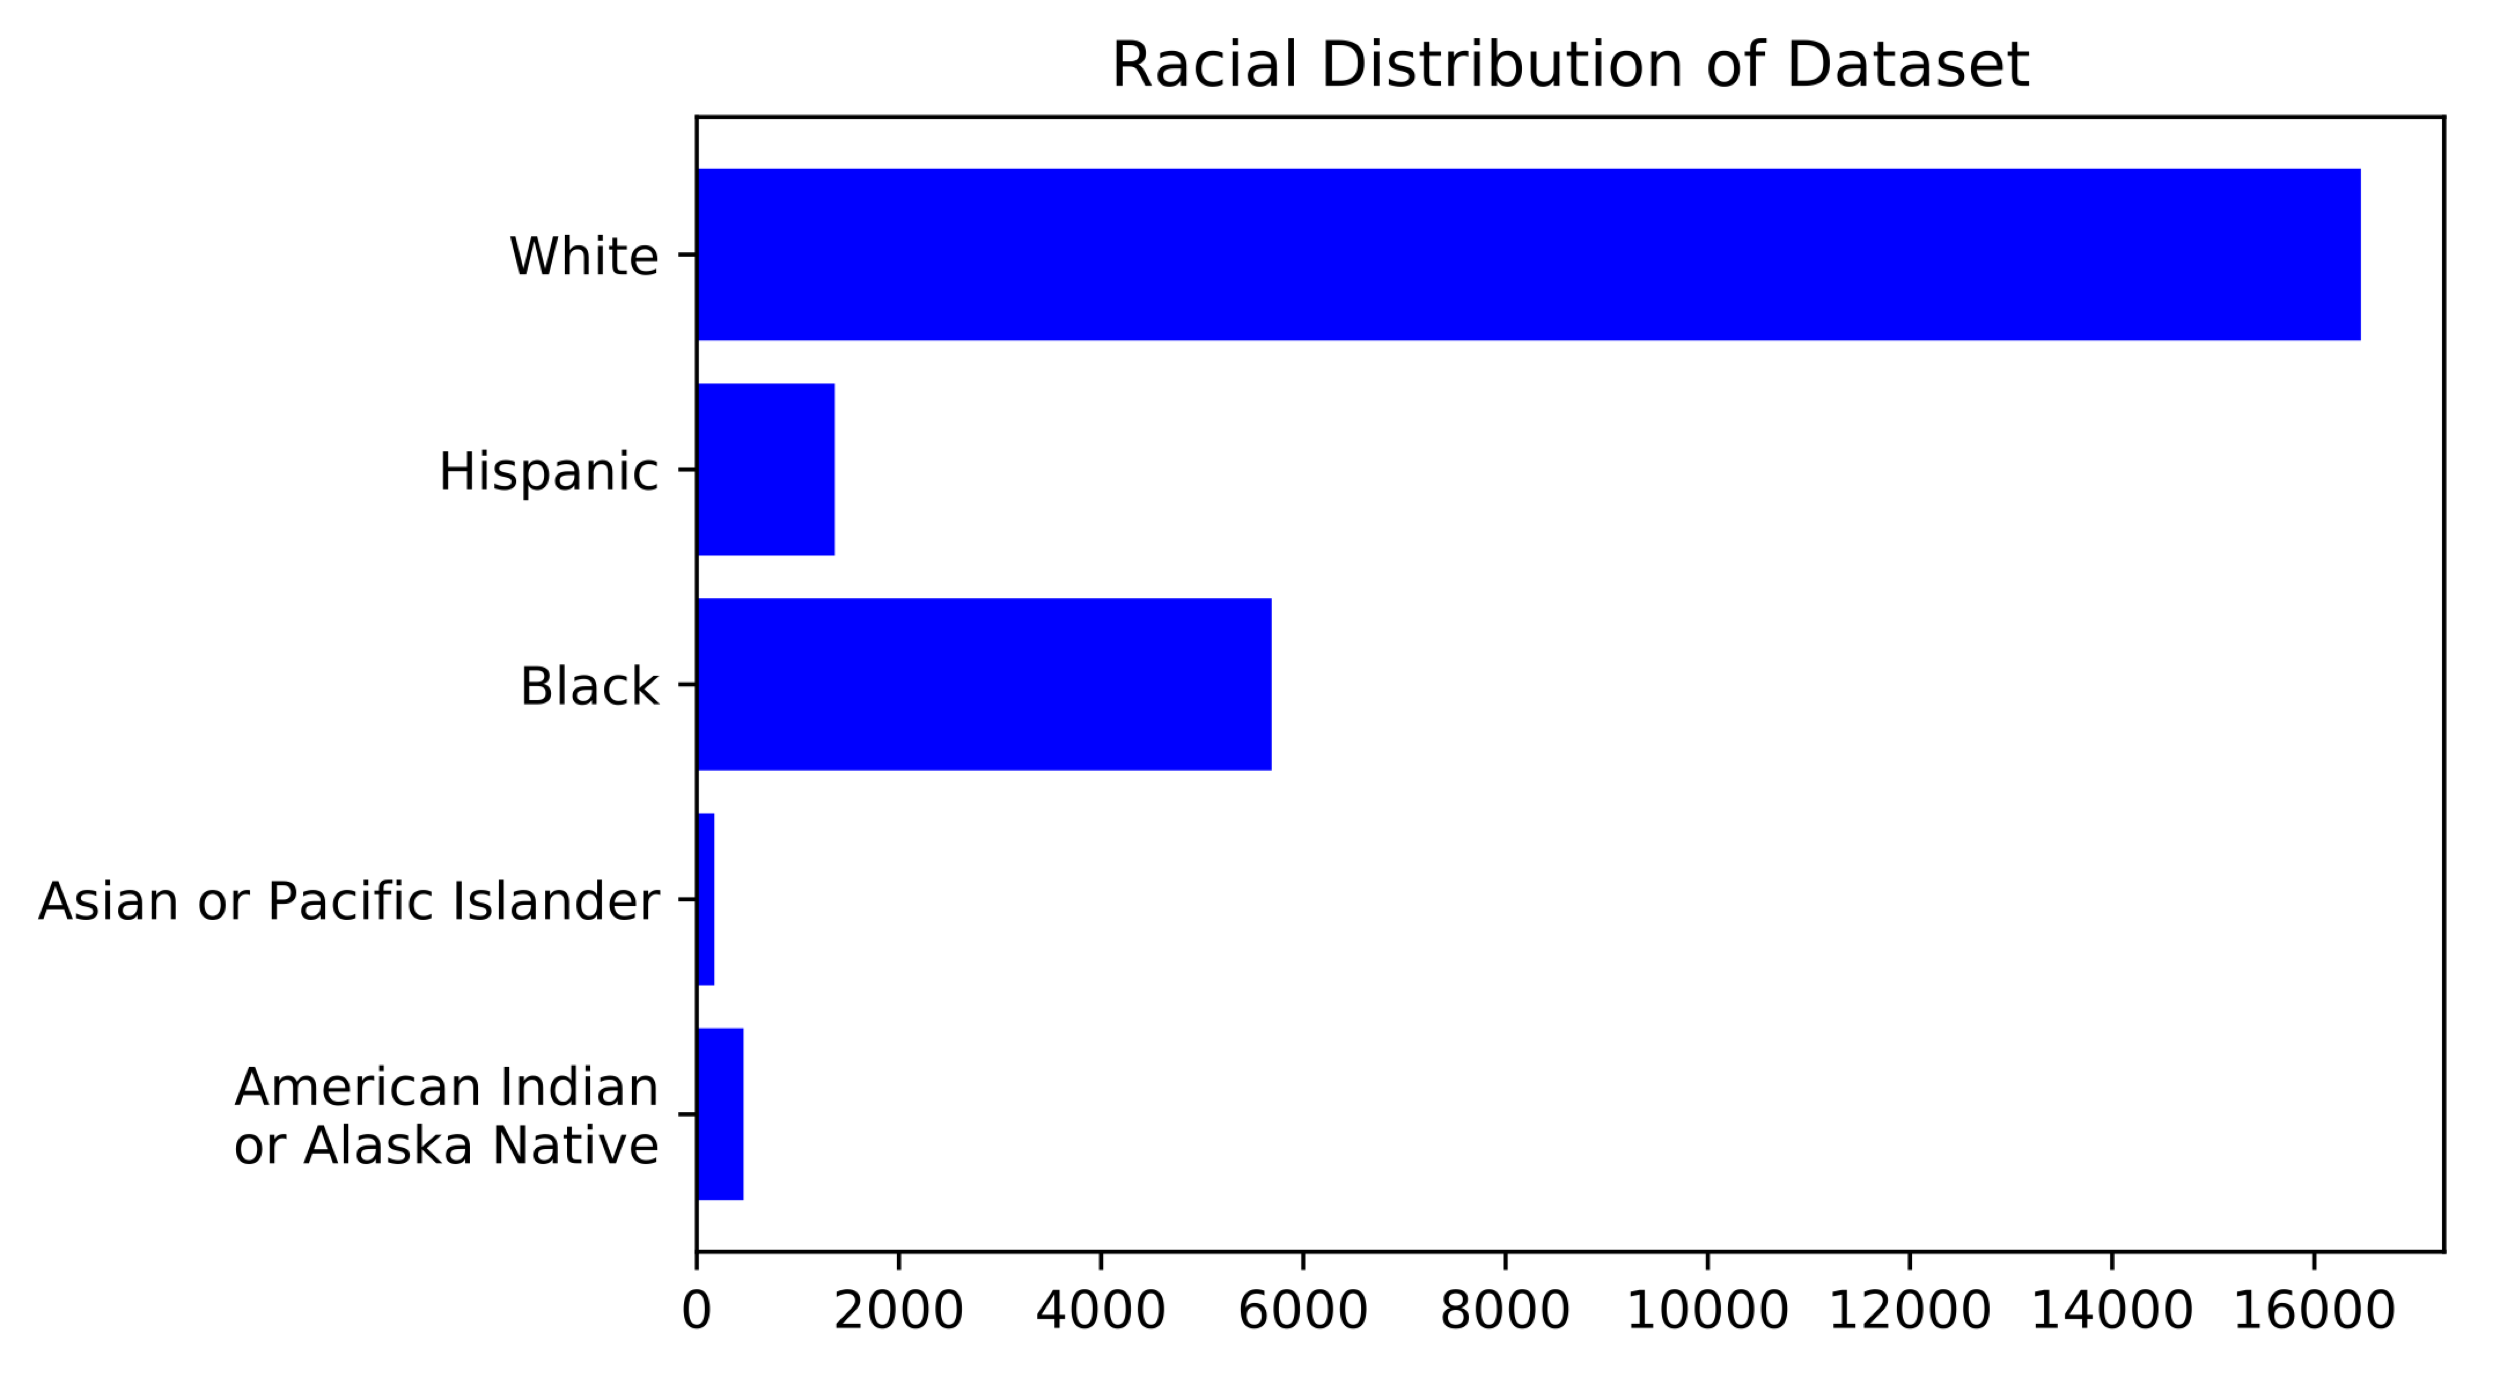 Racial Distribution of Dataset
White
Hispanic
Black
Asian or Pacific Islander
American Indian
or Alaska Native
0 2000 4000 6000 8000 10000 12000 14000 16000